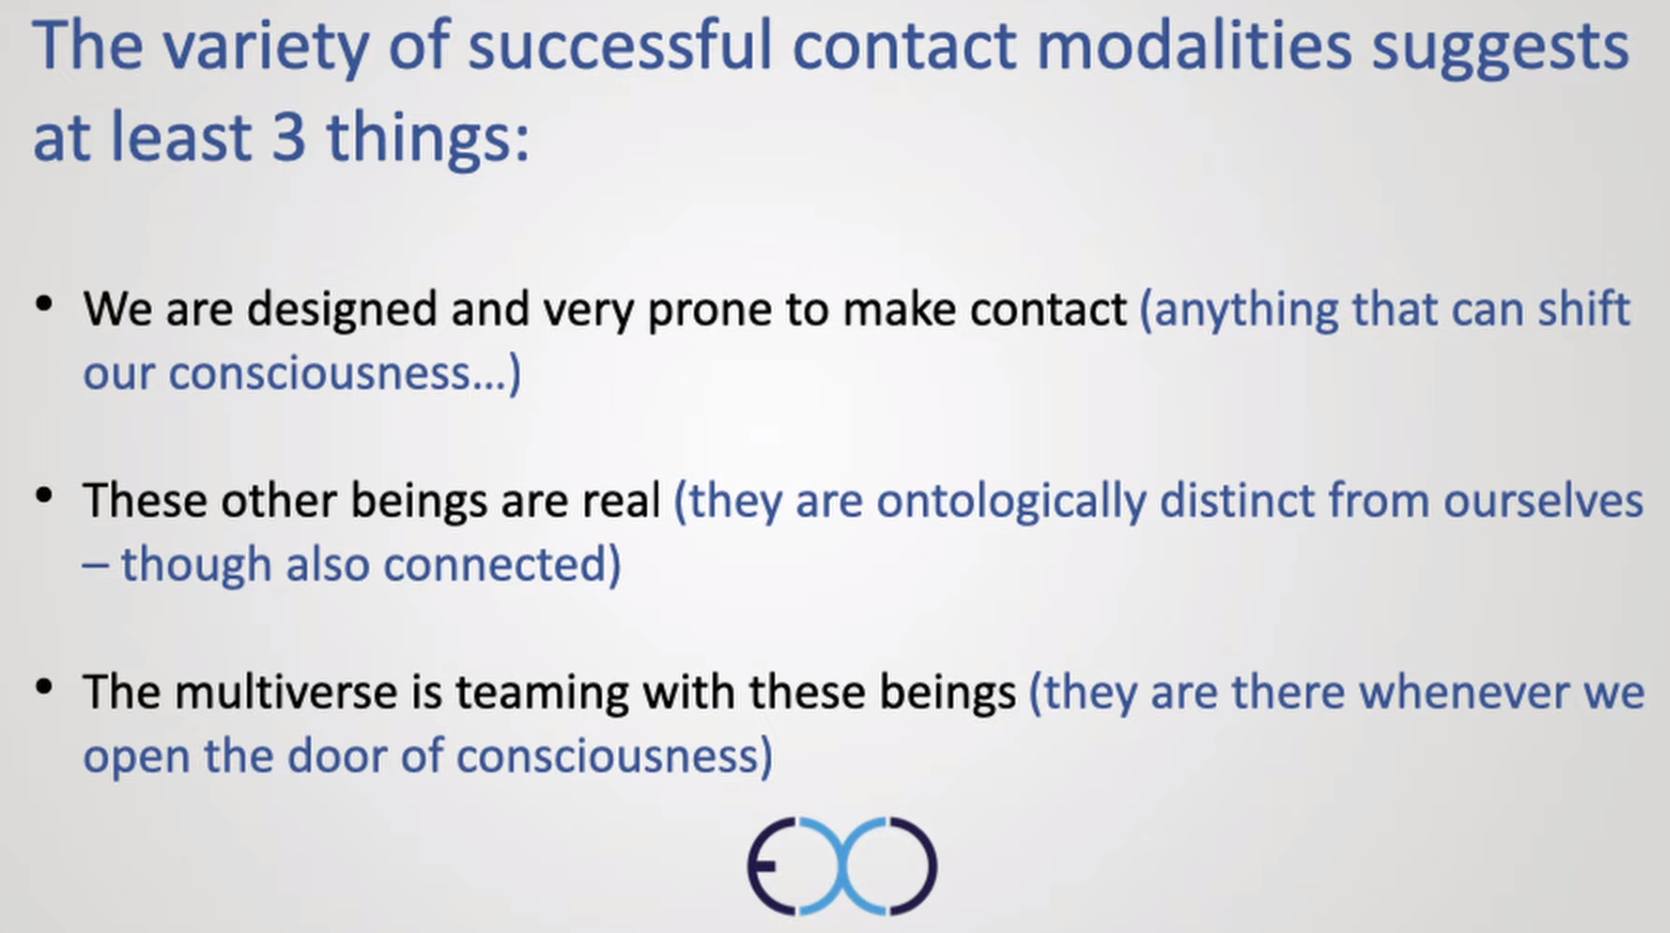 The variety of successful contact modalities suggests
at least 3 things:
• We are designed and very prone to make contact (anything that can shift
our consciousness...)
• These other beings are real (they are ontologically distinct from ourselves
– though also connected)
• The multiverse is teaming with these beings (they are there whenever we
open the door of consciousness)
EXO